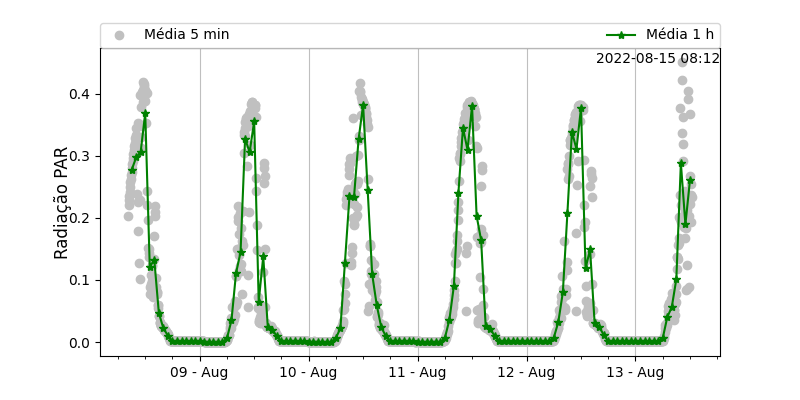 Média 5 min
Média 1 h
2022-08-15 08:12
Radiação PAR
0.4
0.3
0.2
0.1
0.0
09 - Aug
10 - Aug
11 - Aug
12 - Aug
13 - Aug